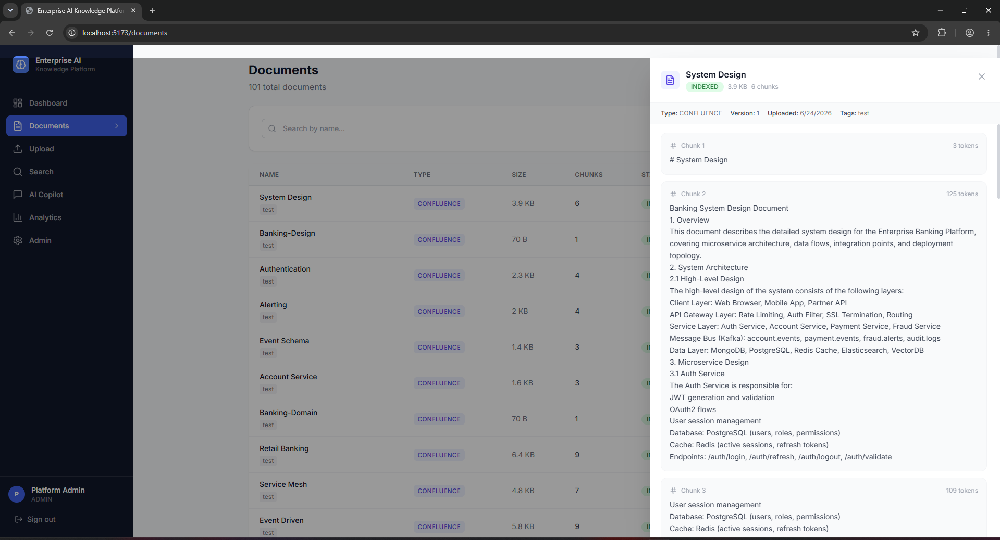 Enterprise AI Knowledge Platfo
localhost:5173/documents
Enterprise AI
Knowledge Platform
Dashboard
Documents
Upload
Search
AI Copilot
Analytics
Admin
P
Platform Admin
ADMIN
Sign out
Documents
101 total documents
Search by name...
NAME TYPE SIZE CHUNKS STA
System Design CONFLUENCE 3.9 KB 6 IN
test
Banking-Design CONFLUENCE 70 B 1 IN
test
Authentication CONFLUENCE 2.3 KB 4 IN
test
Alerting CONFLUENCE 2 KB 4 IN
test
Event Schema CONFLUENCE 1.4 KB 3 IN
test
Account Service CONFLUENCE 1.6 KB 3 IN
test
Banking-Domain CONFLUENCE 70 B 1 IN
test
Retail Banking CONFLUENCE 6.4 KB 9 IN
test
Service Mesh CONFLUENCE 4.8 KB 7 IN
test
Event Driven CONFLUENCE 5.8 KB 9 IN
test
System Design
INDEXED 3.9 KB 6 chunks
Type: CONFLUENCE Version: 1 Uploaded: 6/24/2026 Tags: test
# Chunk 1 3 tokens
# System Design
# Chunk 2 125 tokens
Banking System Design Document
1. Overview
This document describes the detailed system design for the Enterprise Banking Platform,
covering microservice architecture, data flows, integration points, and deployment
topology.
2. System Architecture
2.1 High-Level Design
The high-level design of the system consists of the following layers:
Client Layer: Web Browser, Mobile App, Partner API
API Gateway Layer: Rate Limiting, Auth Filter, SSL Termination, Routing
Service Layer: Auth Service, Account Service, Payment Service, Fraud Service
Message Bus (Kafka): account.events, payment.events, fraud.alerts, audit.logs
Data Layer: MongoDB, PostgreSQL, Redis Cache, Elasticsearch, VectorDB
3. Microservice Design
3.1 Auth Service
The Auth Service is responsible for:
JWT generation and validation
OAuth2 flows
User session management
Database: PostgreSQL (users, roles, permissions)
Cache: Redis (active sessions, refresh tokens)
Endpoints: /auth/login, /auth/refresh, /auth/logout, /auth/validate
# Chunk 3 109 tokens
User session management
Database: PostgreSQL (users, roles, permissions)
Cache: Redis (active sessions, refresh tokens)